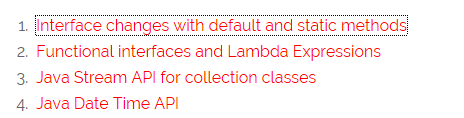 1. Interface changes with default and static methods
2. Functional interfaces and Lambda Expressions
3. Java Stream API for collection classes
4. Java Date Time API